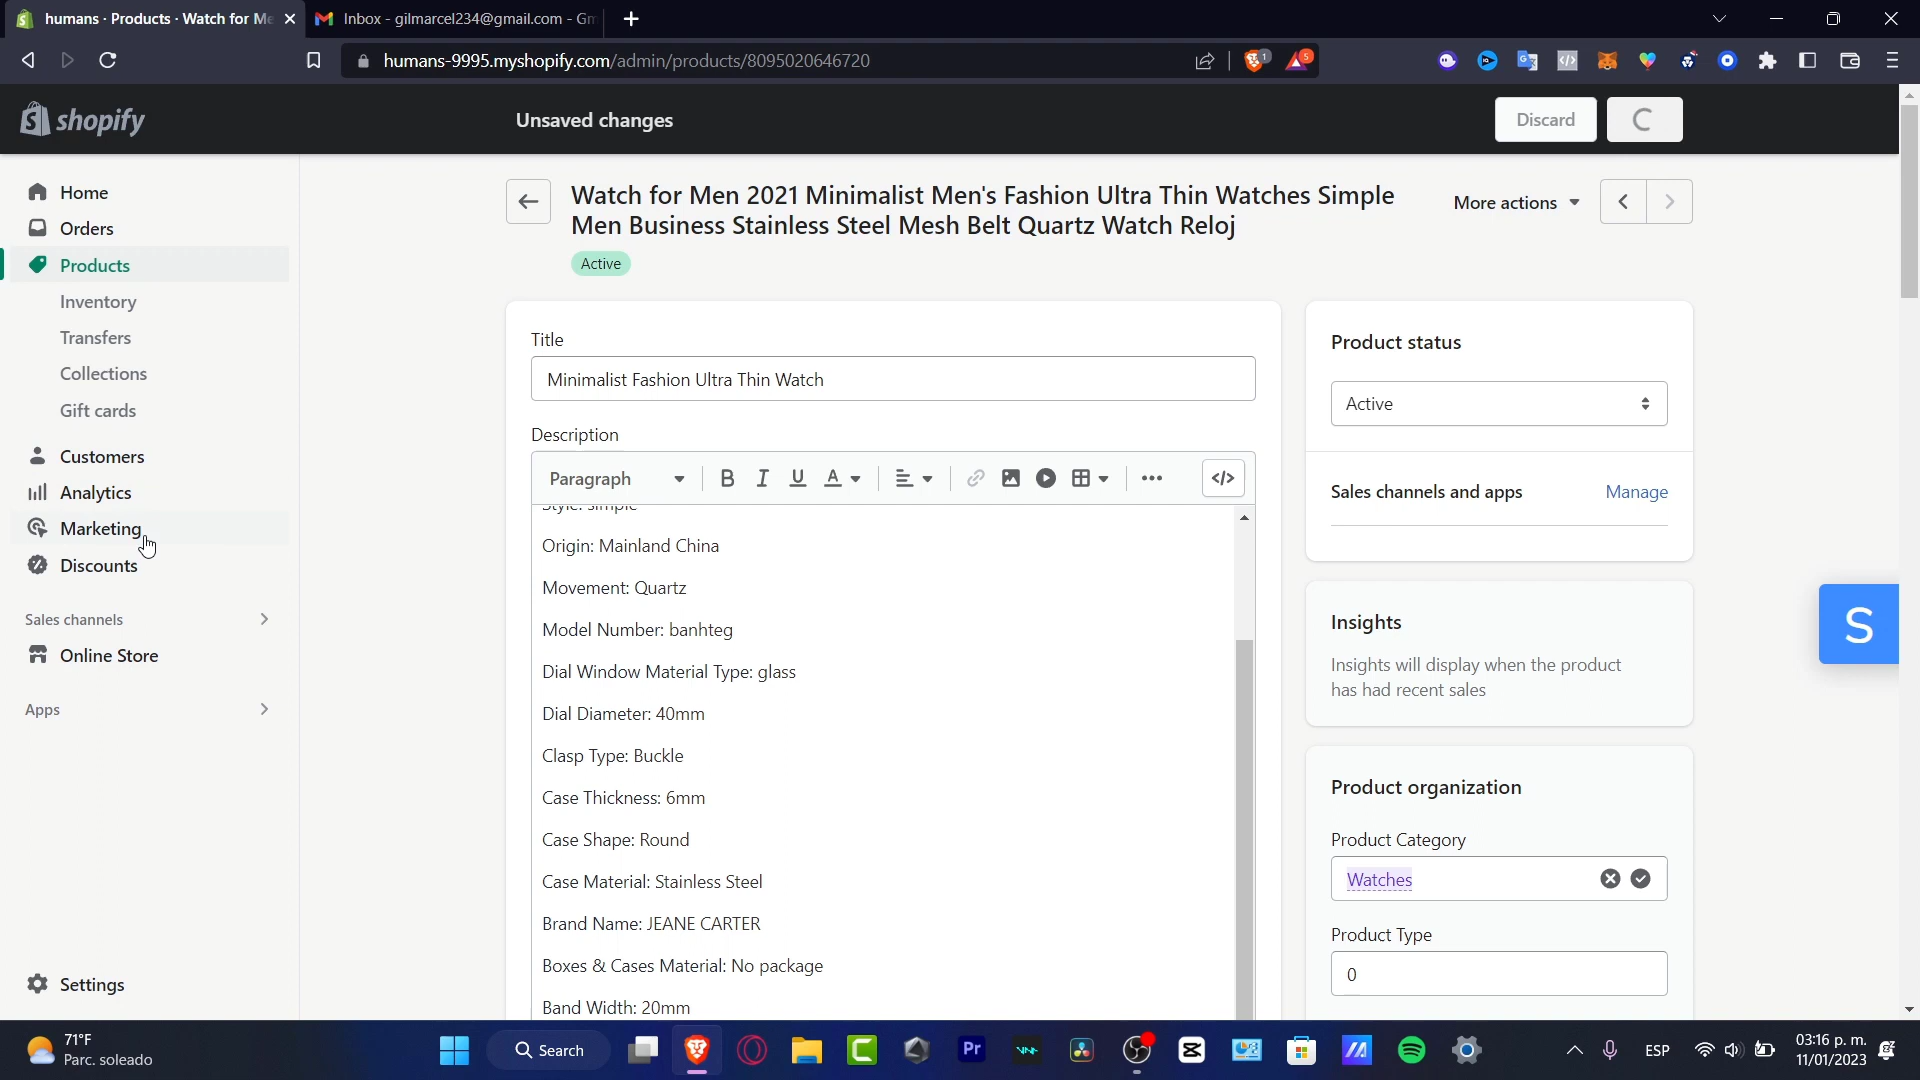 humans · Products · Watch for Me
Inbox - gilmarcel234@gmail.com - Gm
humans-9995.myshopify.com/admin/products/8095020646720
1
5
shopify
Unsaved changes
Discard
Home
Orders
Products
Inventory
Transfers
Collections
Gift cards
Customers
Analytics
Marketing
Discounts
Sales channels
Online Store
Apps
Settings
Watch for Men 2021 Minimalist Men's Fashion Ultra Thin Watches Simple
Men Business Stainless Steel Mesh Belt Quartz Watch Reloj
Active
More actions
Title
Minimalist Fashion Ultra Thin Watch
Description
Paragraph
B I U A
</>
Style: simple
Origin: Mainland China
Movement: Quartz
Model Number: banhteg
Dial Window Material Type: glass
Dial Diameter: 40mm
Clasp Type: Buckle
Case Thickness: 6mm
Case Shape: Round
Case Material: Stainless Steel
Brand Name: JEANE CARTER
Boxes & Cases Material: No package
Band Width: 20mm
Product status
Active
Sales channels and apps
Manage
Insights
Insights will display when the product
has had recent sales
Product organization
Product Category
Watches
Product Type
0
S
71°F
Parc. soleado
Search
Pr
ESP
03:16 p. m.
11/01/2023